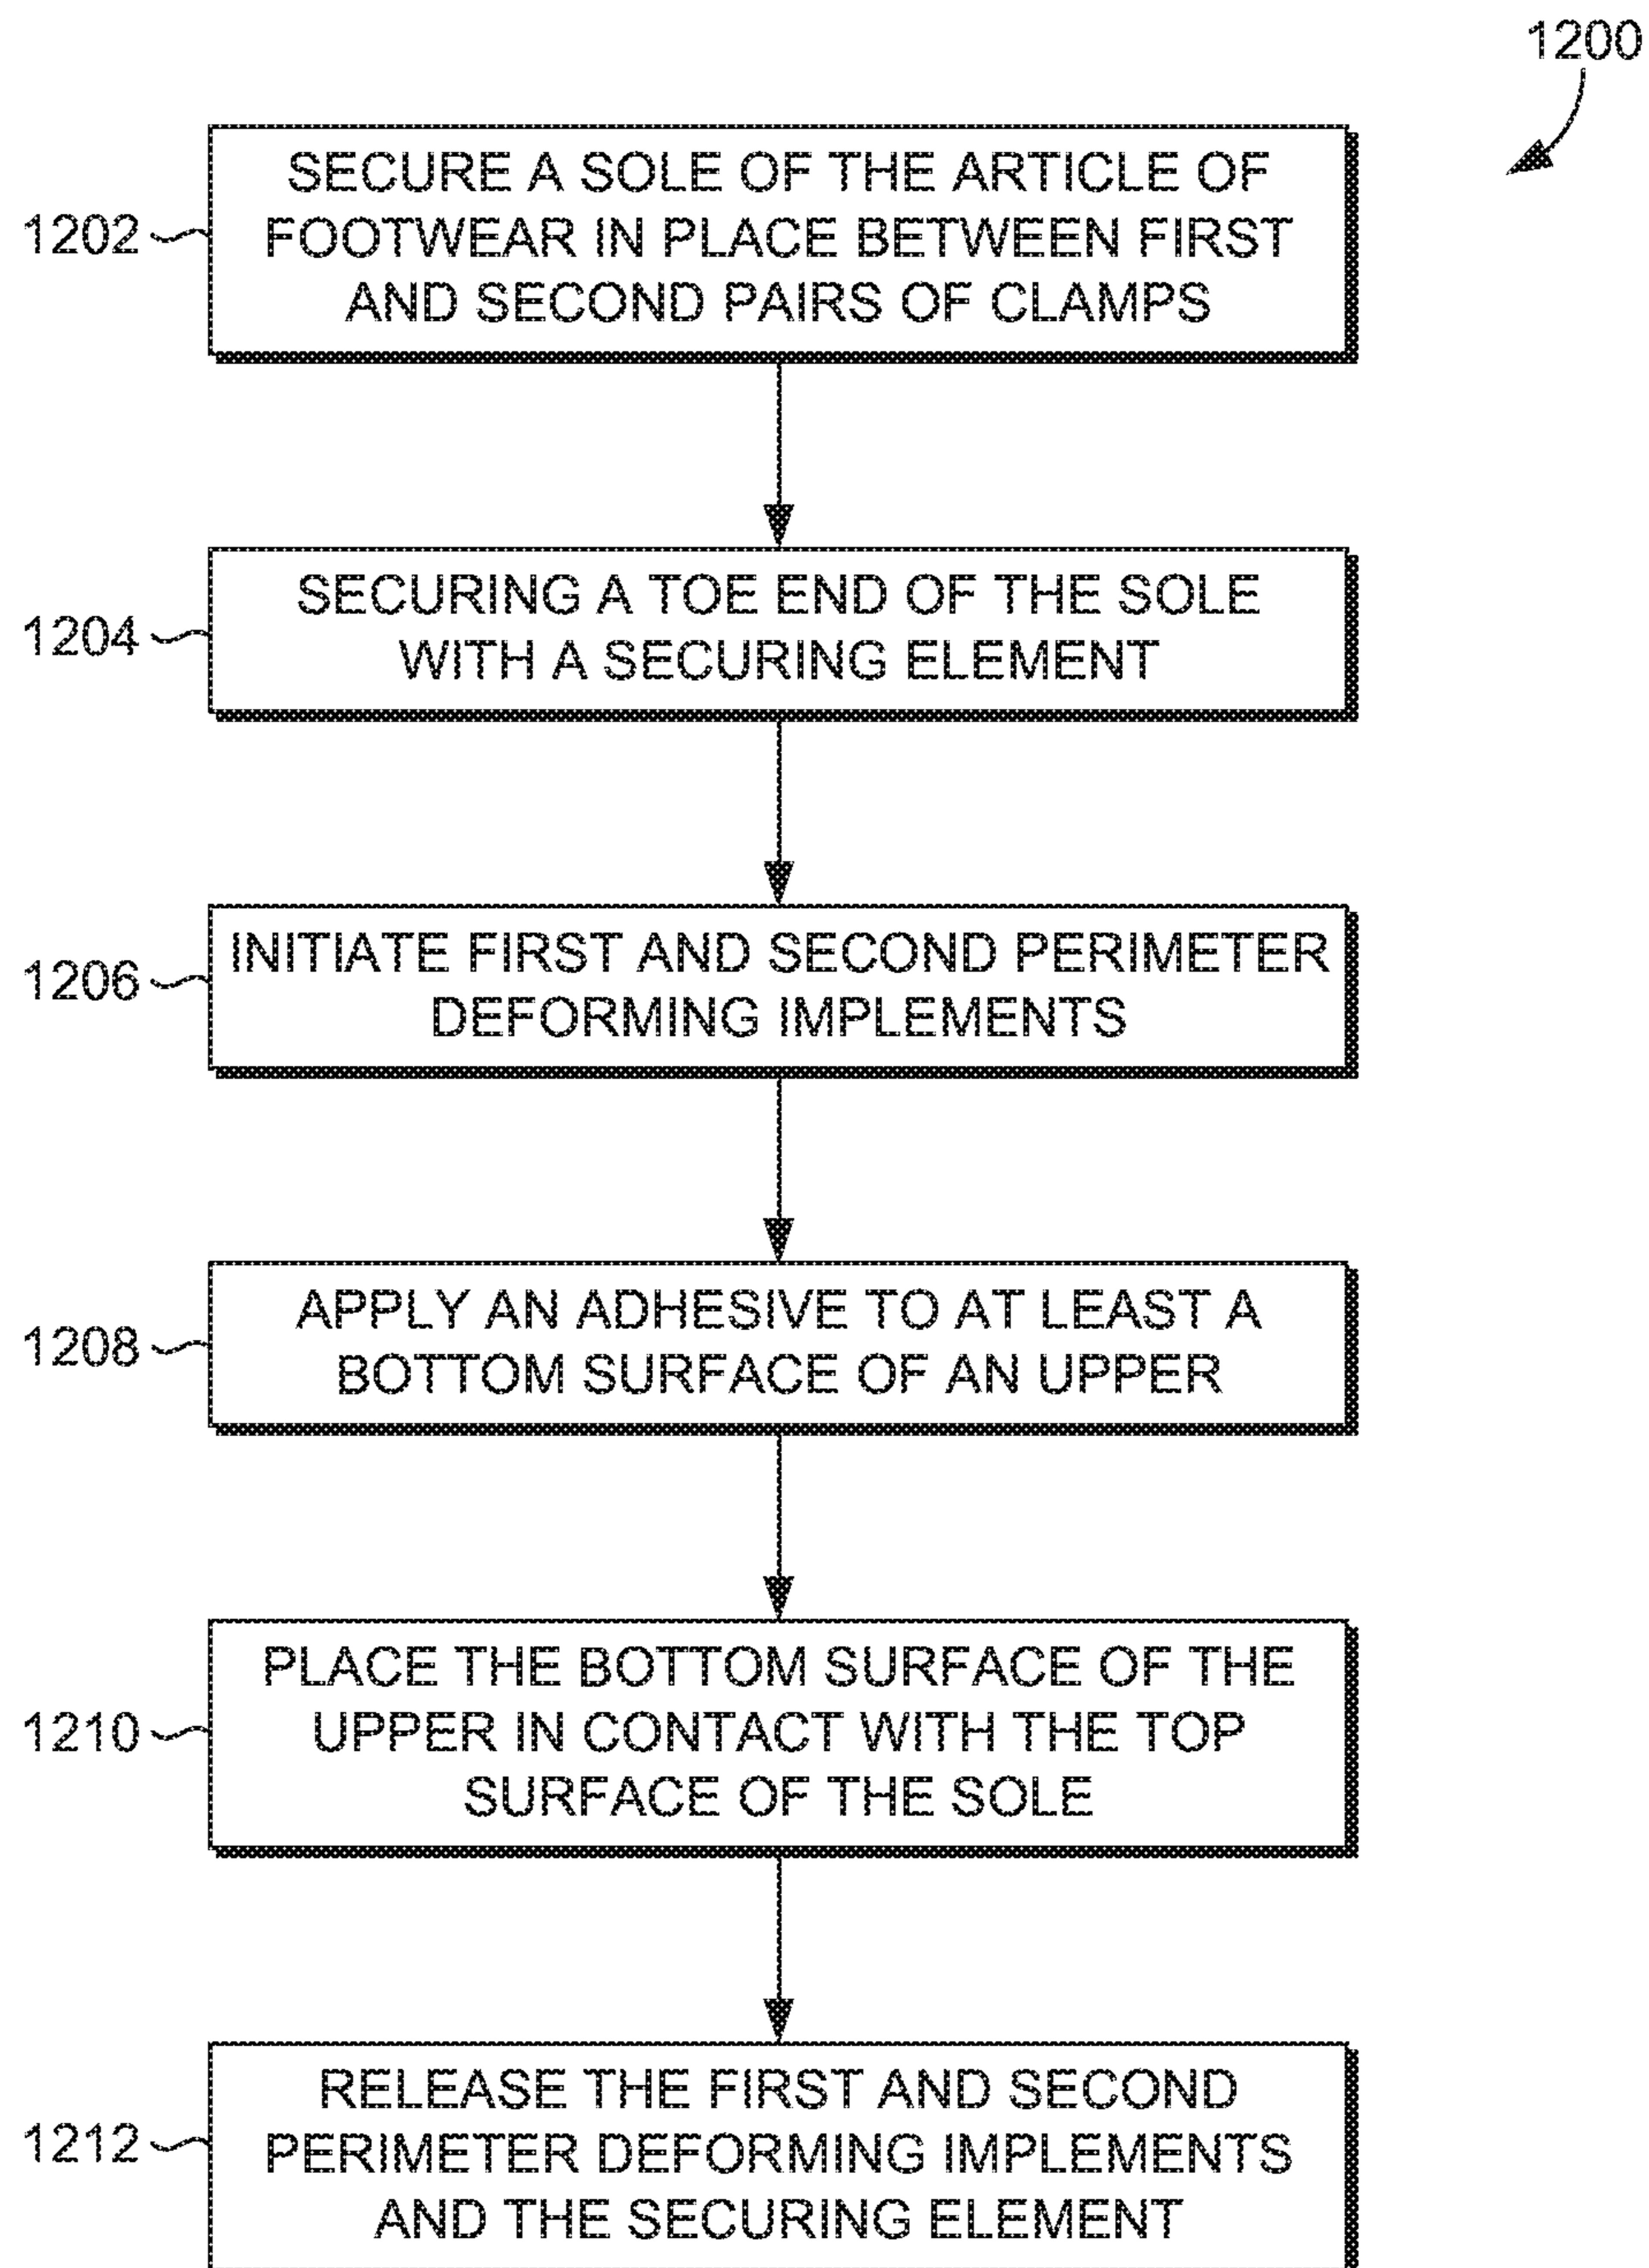 1200
1202
SECURE A SOLE OF THE ARTICLE OF
FOOTWEAR IN PLACE BETWEEN FIRST
AND SECOND PAIRS OF CLAMPS
1204
SECURING A TOE END OF THE SOLE
WITH A SECURING ELEMENT
1206
INITIATE FIRST AND SECOND PERIMETER
DEFORMING IMPLEMENTS
1208
APPLY AN ADHESIVE TO AT LEAST A
BOTTOM SURFACE OF AN UPPER
1210
PLACE THE BOTTOM SURFACE OF THE
UPPER IN CONTACT WITH THE TOP
SURFACE OF THE SOLE
1212
RELEASE THE FIRST AND SECOND
PERIMETER DEFORMING IMPLEMENTS
AND THE SECURING ELEMENT